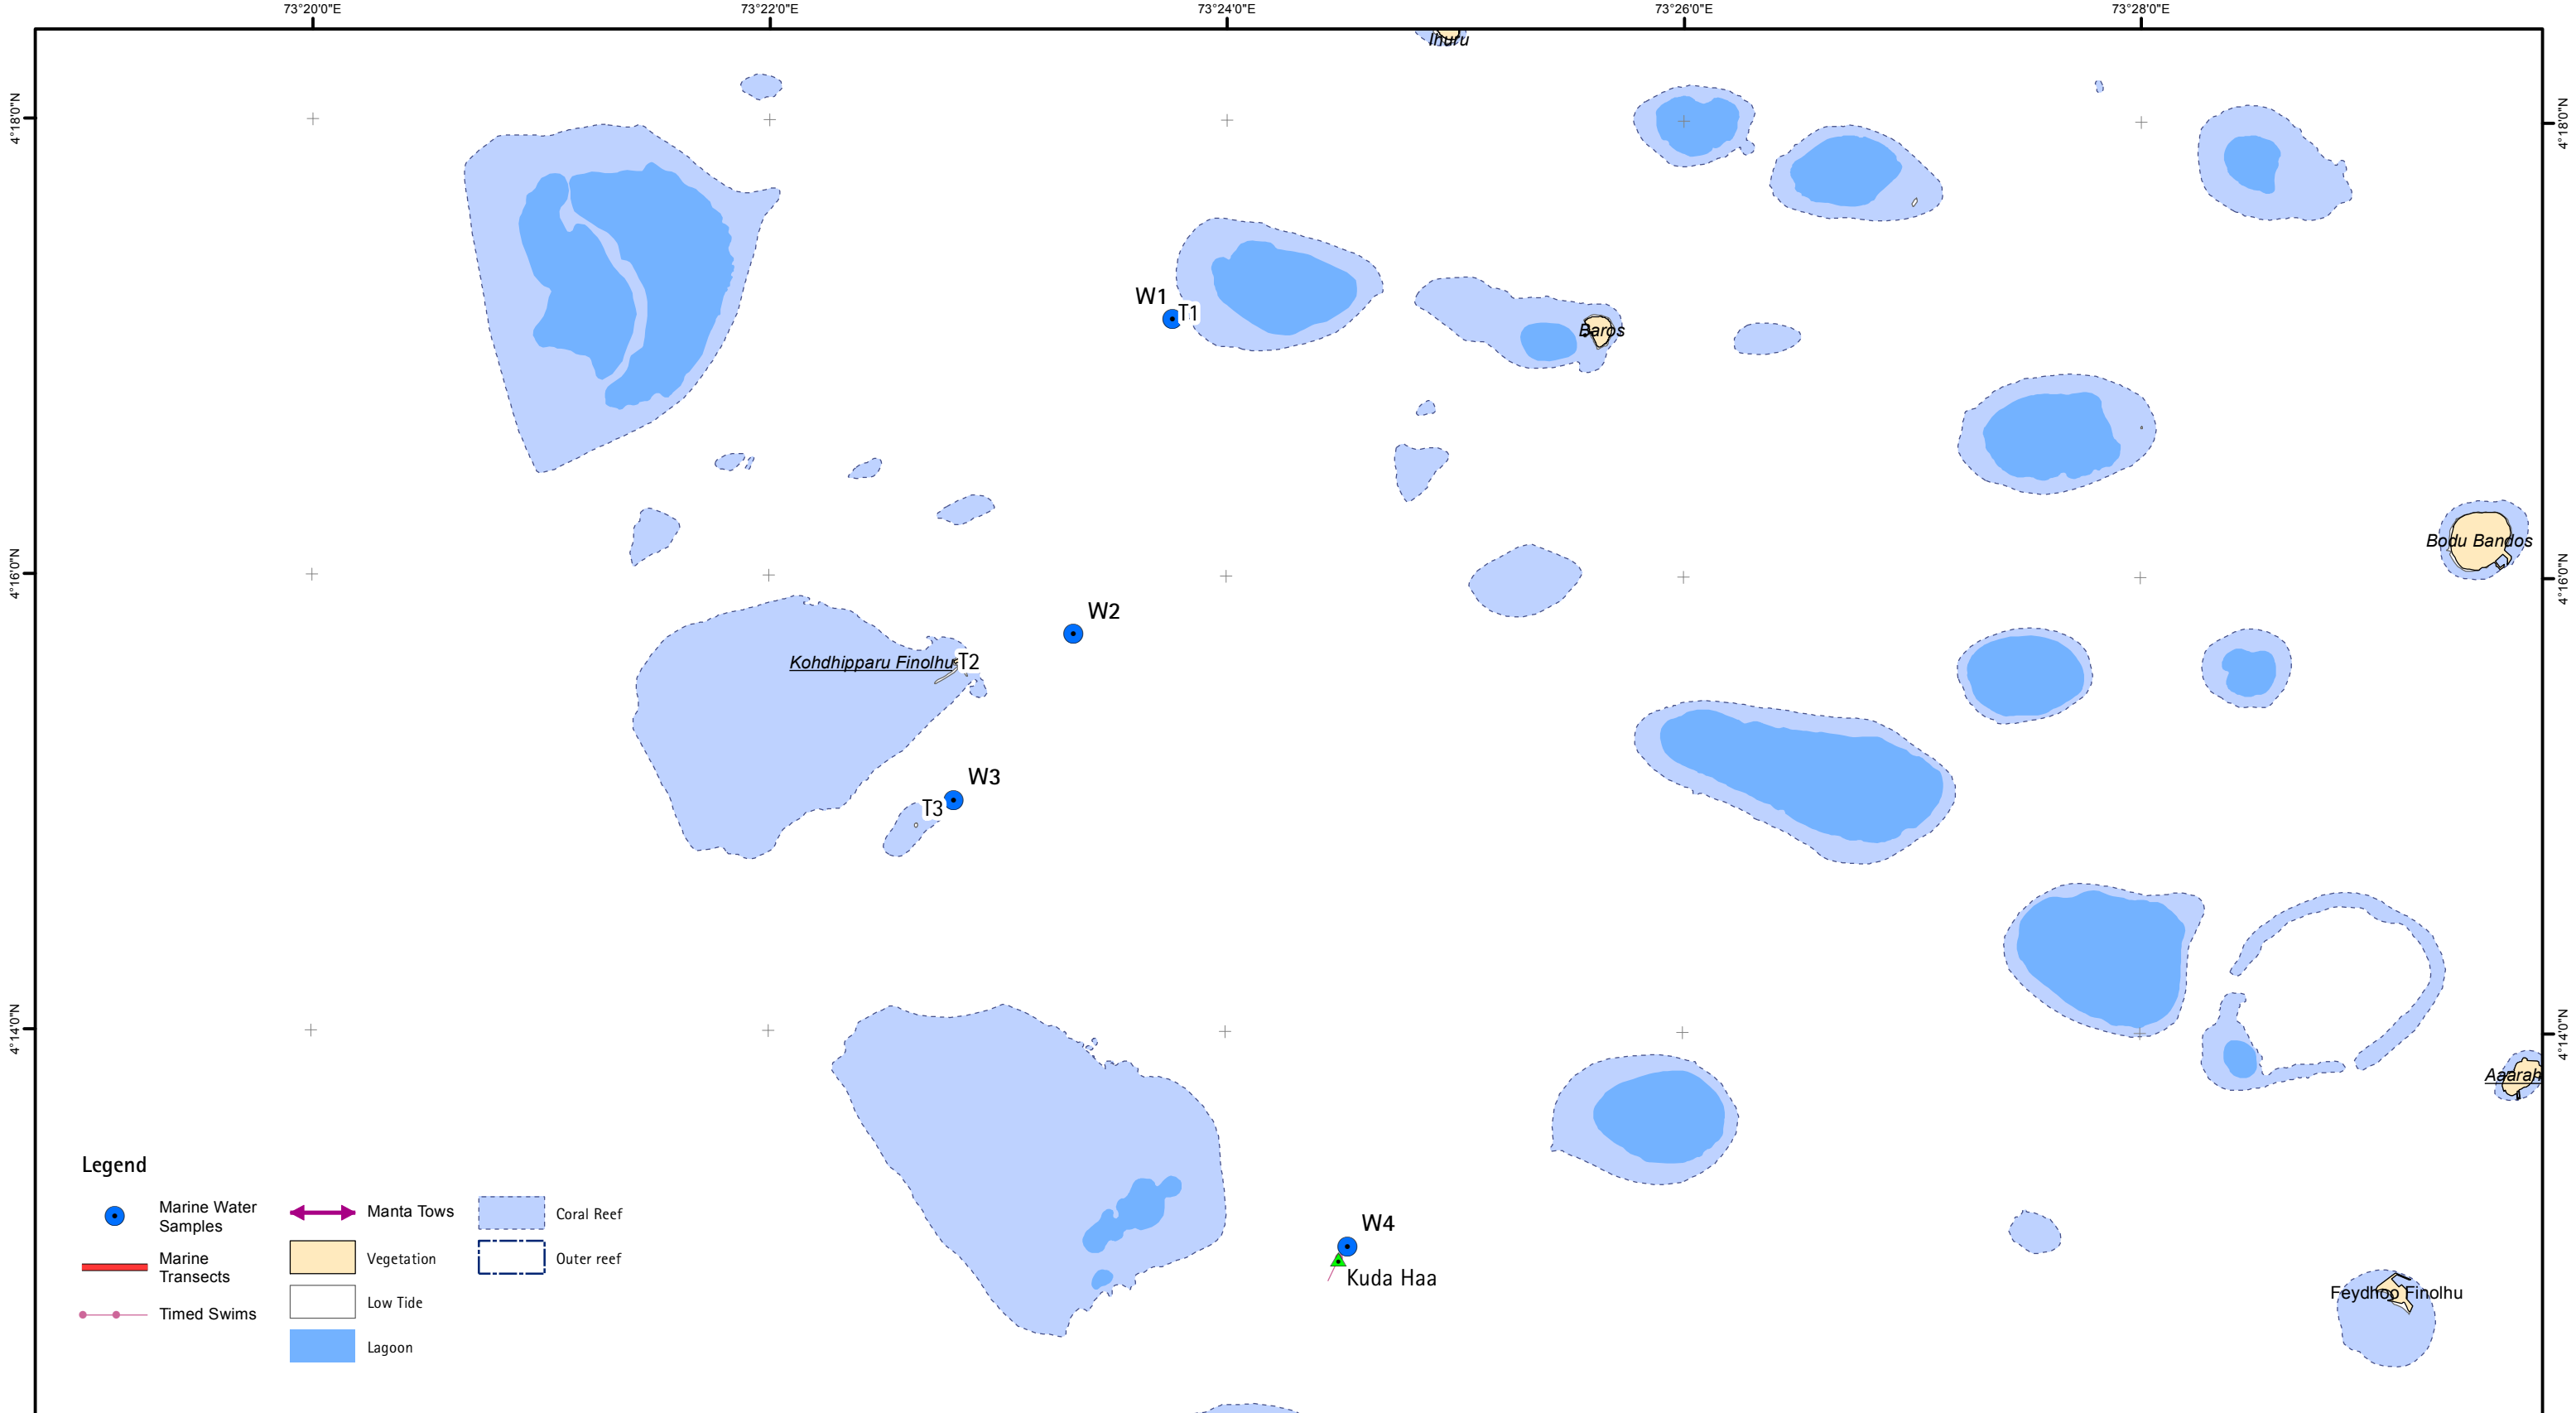 73°20'0"E
73°22'0"E
73°24'0"E
73°26'0"E
73°28'0"E
Ihuru
4°18'0"N
4°18'0"N
W1
T1
Baros
Bodu Bandos
4°16'0"N
4°16'0"N
W2
Kohdhipparu Finolhu
T2
W3
T3
4°14'0"N
4°14'0"N
Aaarah
W4
Kuda Haa
Feydhoo Finolhu
Legend
Marine Water
Samples
Marine
Transects
Timed Swims
Manta Tows
Vegetation
Low Tide
Lagoon
Coral Reef
Outer reef